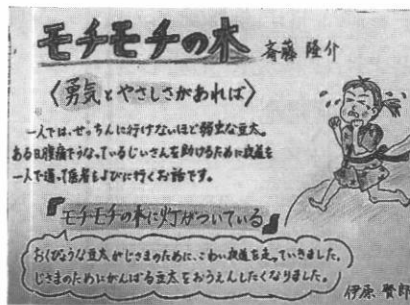 モチモチの木 斎藤 隆介
〈勇気とやさしさがあれば〉
一人では、せっちんに行けないほど弱虫な豆太。
ある日腹痛でうなっているじいさんを助けるために夜道を
一人で通って医者をよびに行くお話です。
『モチモチの木に灯がついている』
おくびょうな豆太がじさまのために、こわい夜道を走っていきました。
じさまのためにがんばる豆太をおうえんしたくなりました。
伊原 賢師